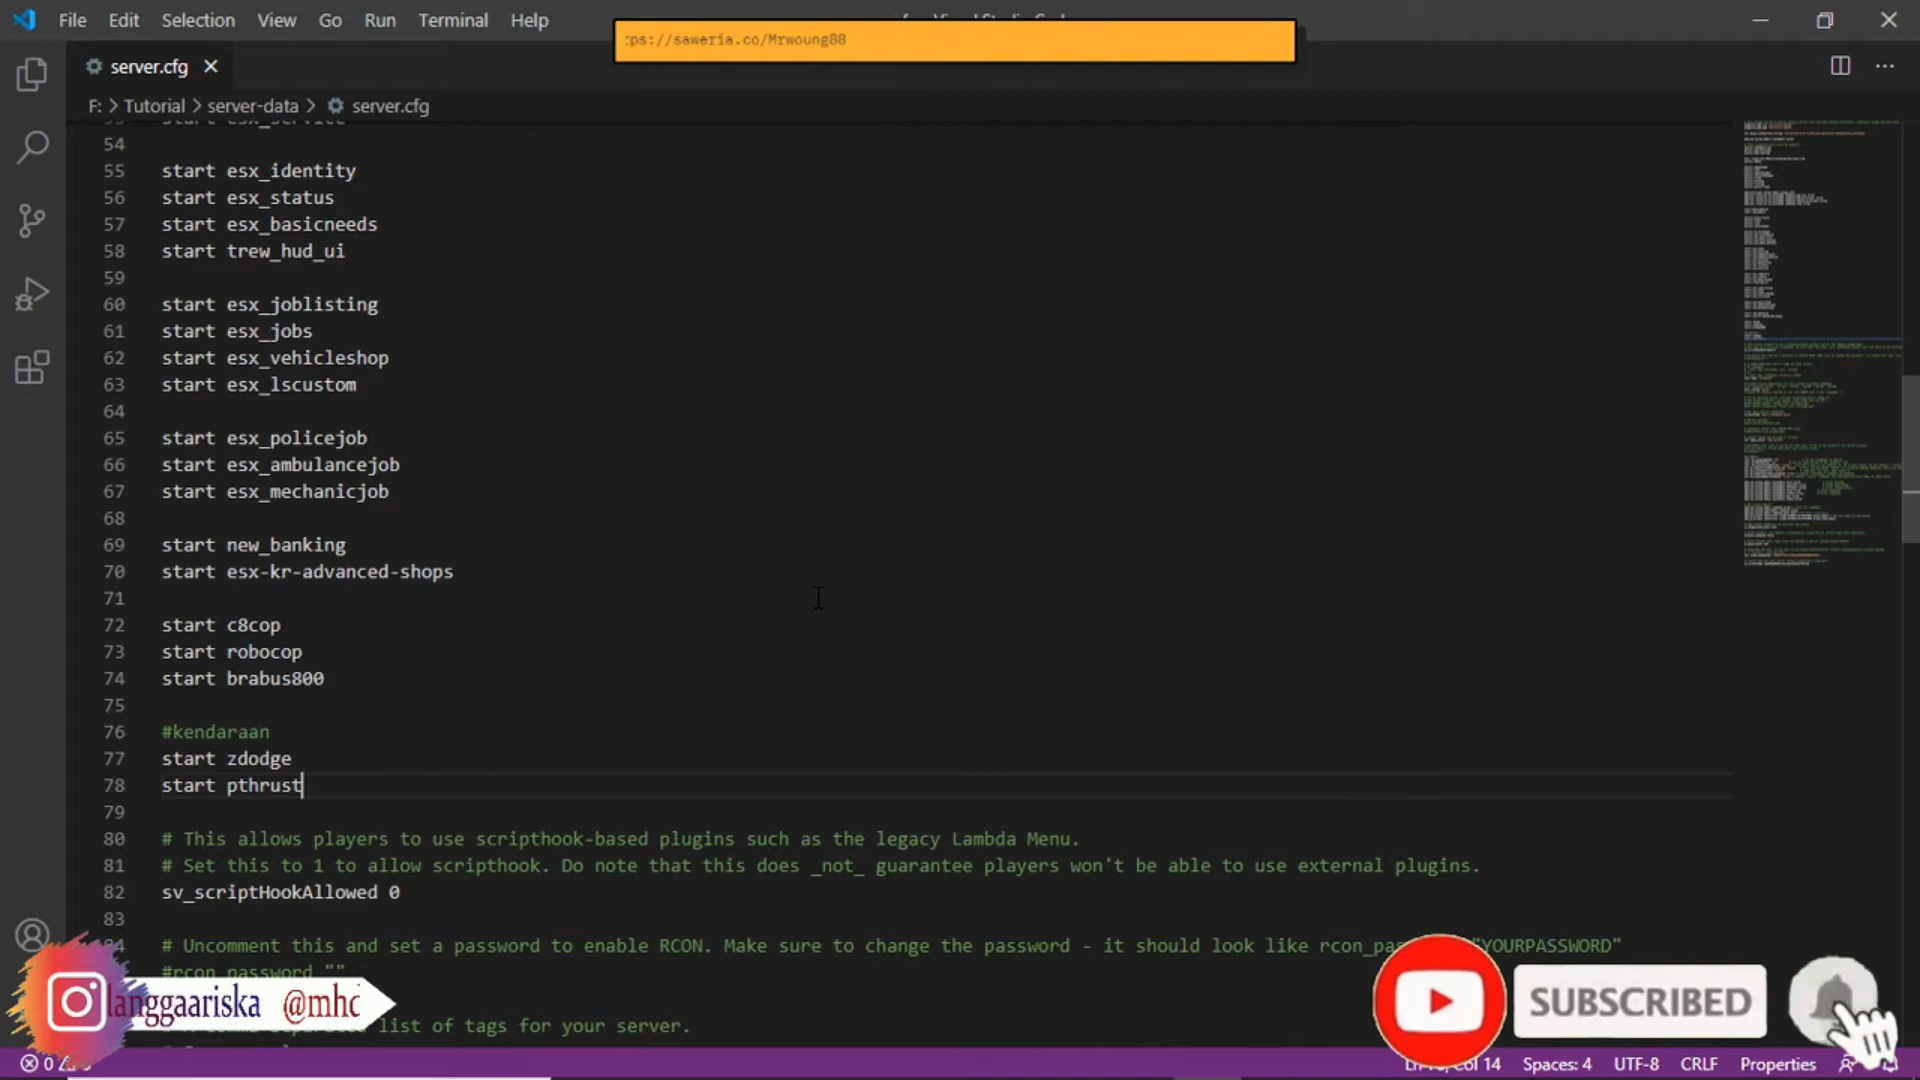 File Edit Selection View Go Run Terminal Help
ps://saweria.co/Mrwoung88
server.cfg
F: > Tutorial > server-data > server.cfg
54
55 start esx_identity
56 start esx_status
57 start esx_basicneeds
58 start trew_hud_ui
59
60 start esx_joblisting
61 start esx_jobs
62 start esx_vehicleshop
63 start esx_lscustom
64
65 start esx_policejob
66 start esx_ambulancejob
67 start esx_mechanicjob
68
69 start new_banking
70 start esx-kr-advanced-shops
71
72 start c8cop
73 start robocop
74 start brabus800
75
76 #kendaraan
77 start zdodge
78 start pthrust
79
80 # This allows players to use scripthook-based plugins such as the legacy Lambda Menu.
81 # Set this to 1 to allow scripthook. Do note that this does _not_ guarantee players won't be able to use external plugins.
82 sv_scriptHookAllowed 0
83
84 # Uncomment this and set a password to enable RCON. Make sure to change the password - it should look like rcon_pas "YOURPASSWORD"
#rcon_password ""
langgaariska @mhc
list of tags for your server.
SUBSCRIBED
0
Col 14 Spaces: 4 UTF-8 CRLF Properties